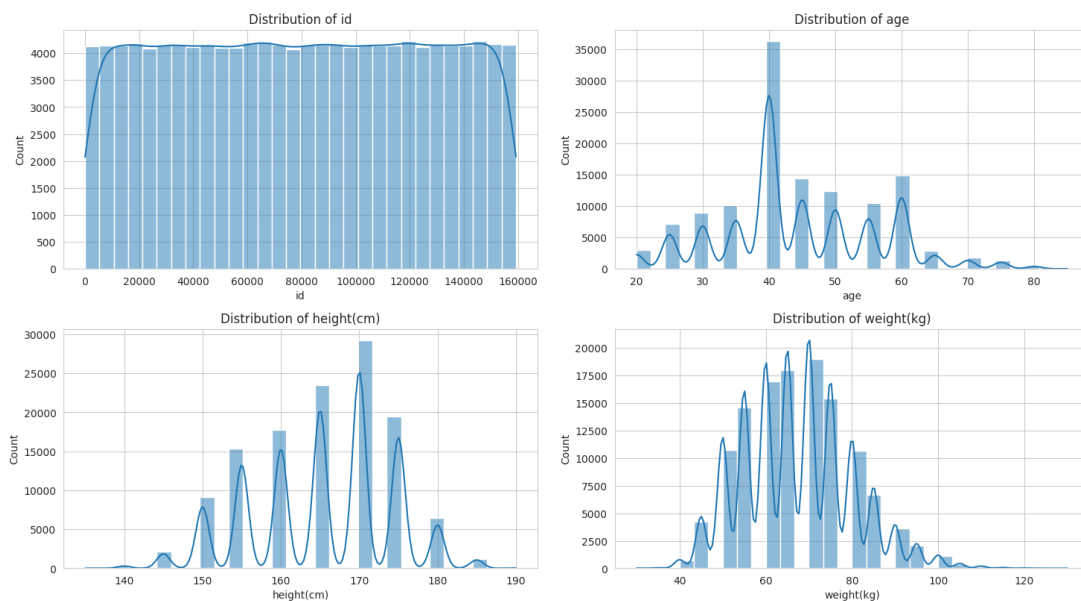 Distribution of id
Count
4000
3500
3000
2500
2000
1500
1000
500
0
0 20000 40000 60000 80000 100000 120000 140000 160000
id
Distribution of age
Count
35000
30000
25000
20000
15000
10000
5000
0
20 30 40 50 60 70 80
age
Distribution of height(cm)
Count
30000
25000
20000
15000
10000
5000
0
140 150 160 170 180 190
height(cm)
Distribution of weight(kg)
Count
20000
17500
15000
12500
10000
7500
5000
2500
0
40 60 80 100 120
weight(kg)